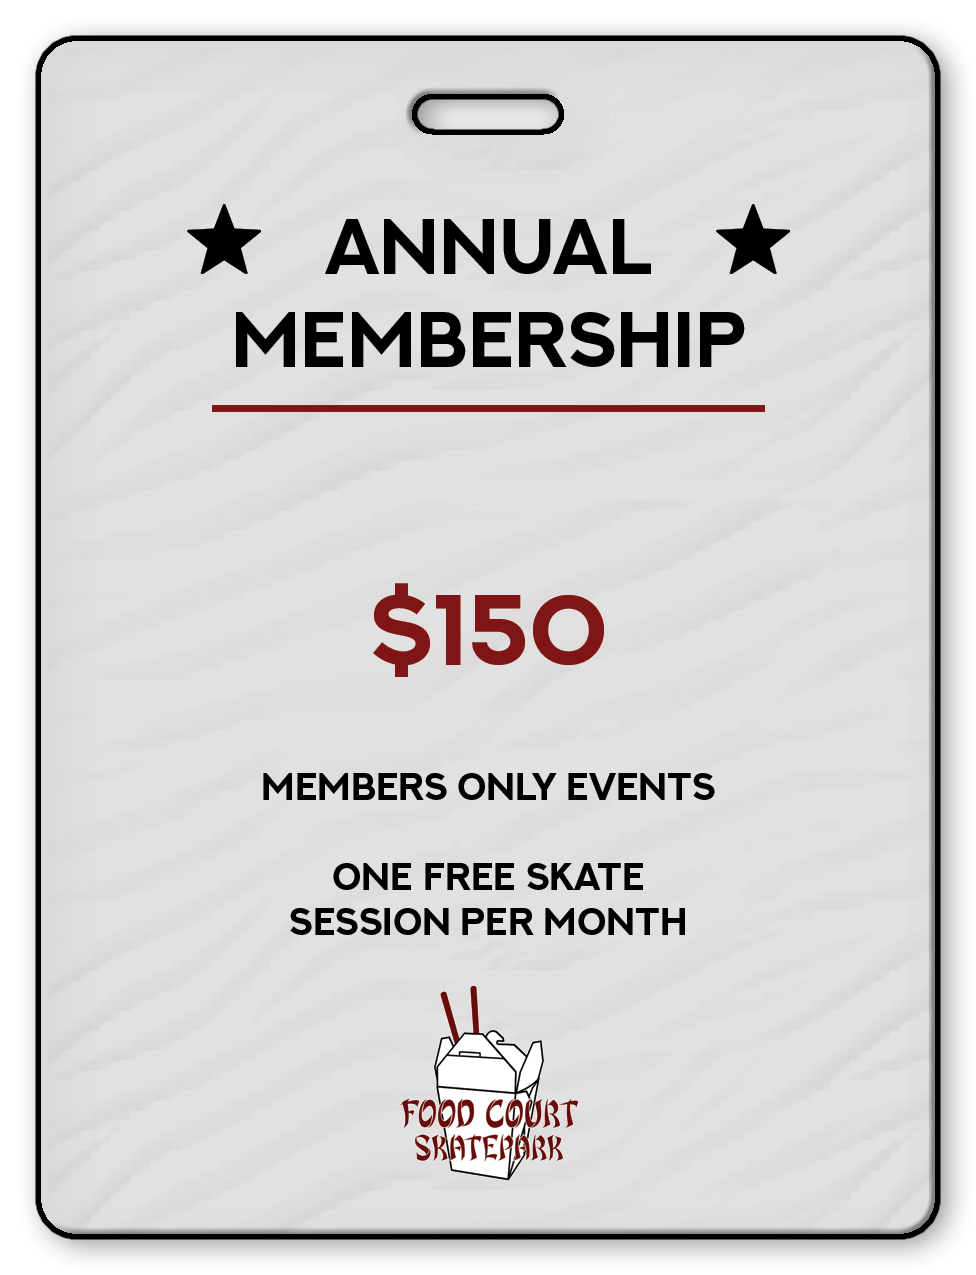 ANNUAL
MEMBERSHIP
$150
MEMBERS ONLY EVENTS
ONE FREE SKATE
SESSION PER MONTH
FOOD COURT
SKATEPARK